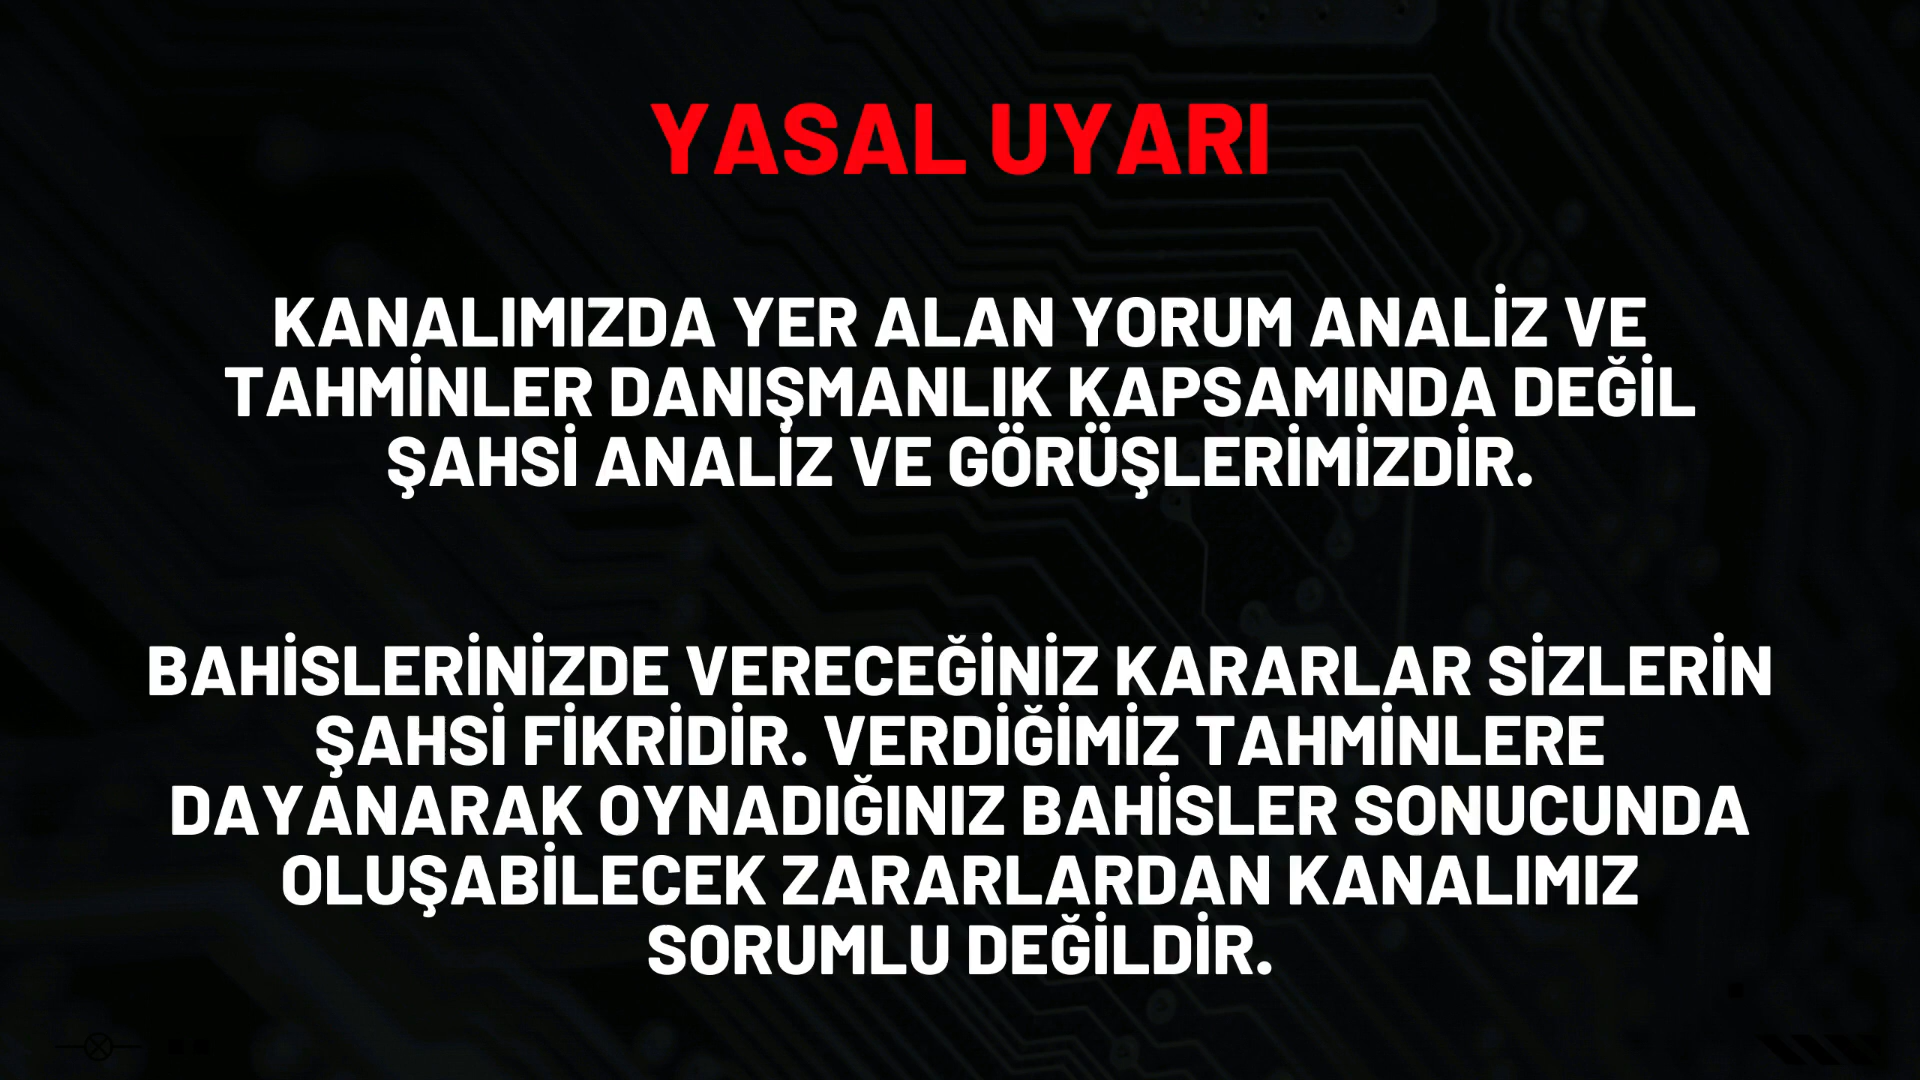 YASAL UYARI
KANALIMIZDA YER ALAN YORUM ANALİZ VE
TAHMİNLER DANIŞMANLIK KAPSAMINDA DEĞİL
ŞAHSİ ANALİZ VE GÖRÜŞLERİMİZDİR.
BAHİSLERİNİZDE VERECEĞİNİZ KARARLAR SİZLERİN
ŞAHSİ FİKRİDİR. VERDİĞİMİZ TAHMİNLERE
DAYANARAK OYNADIĞINIZ BAHİSLER SONUCUNDA
OLUŞABİLECEK ZARARLARDAN KANALIMIZ
SORUMLU DEĞİLDİR.